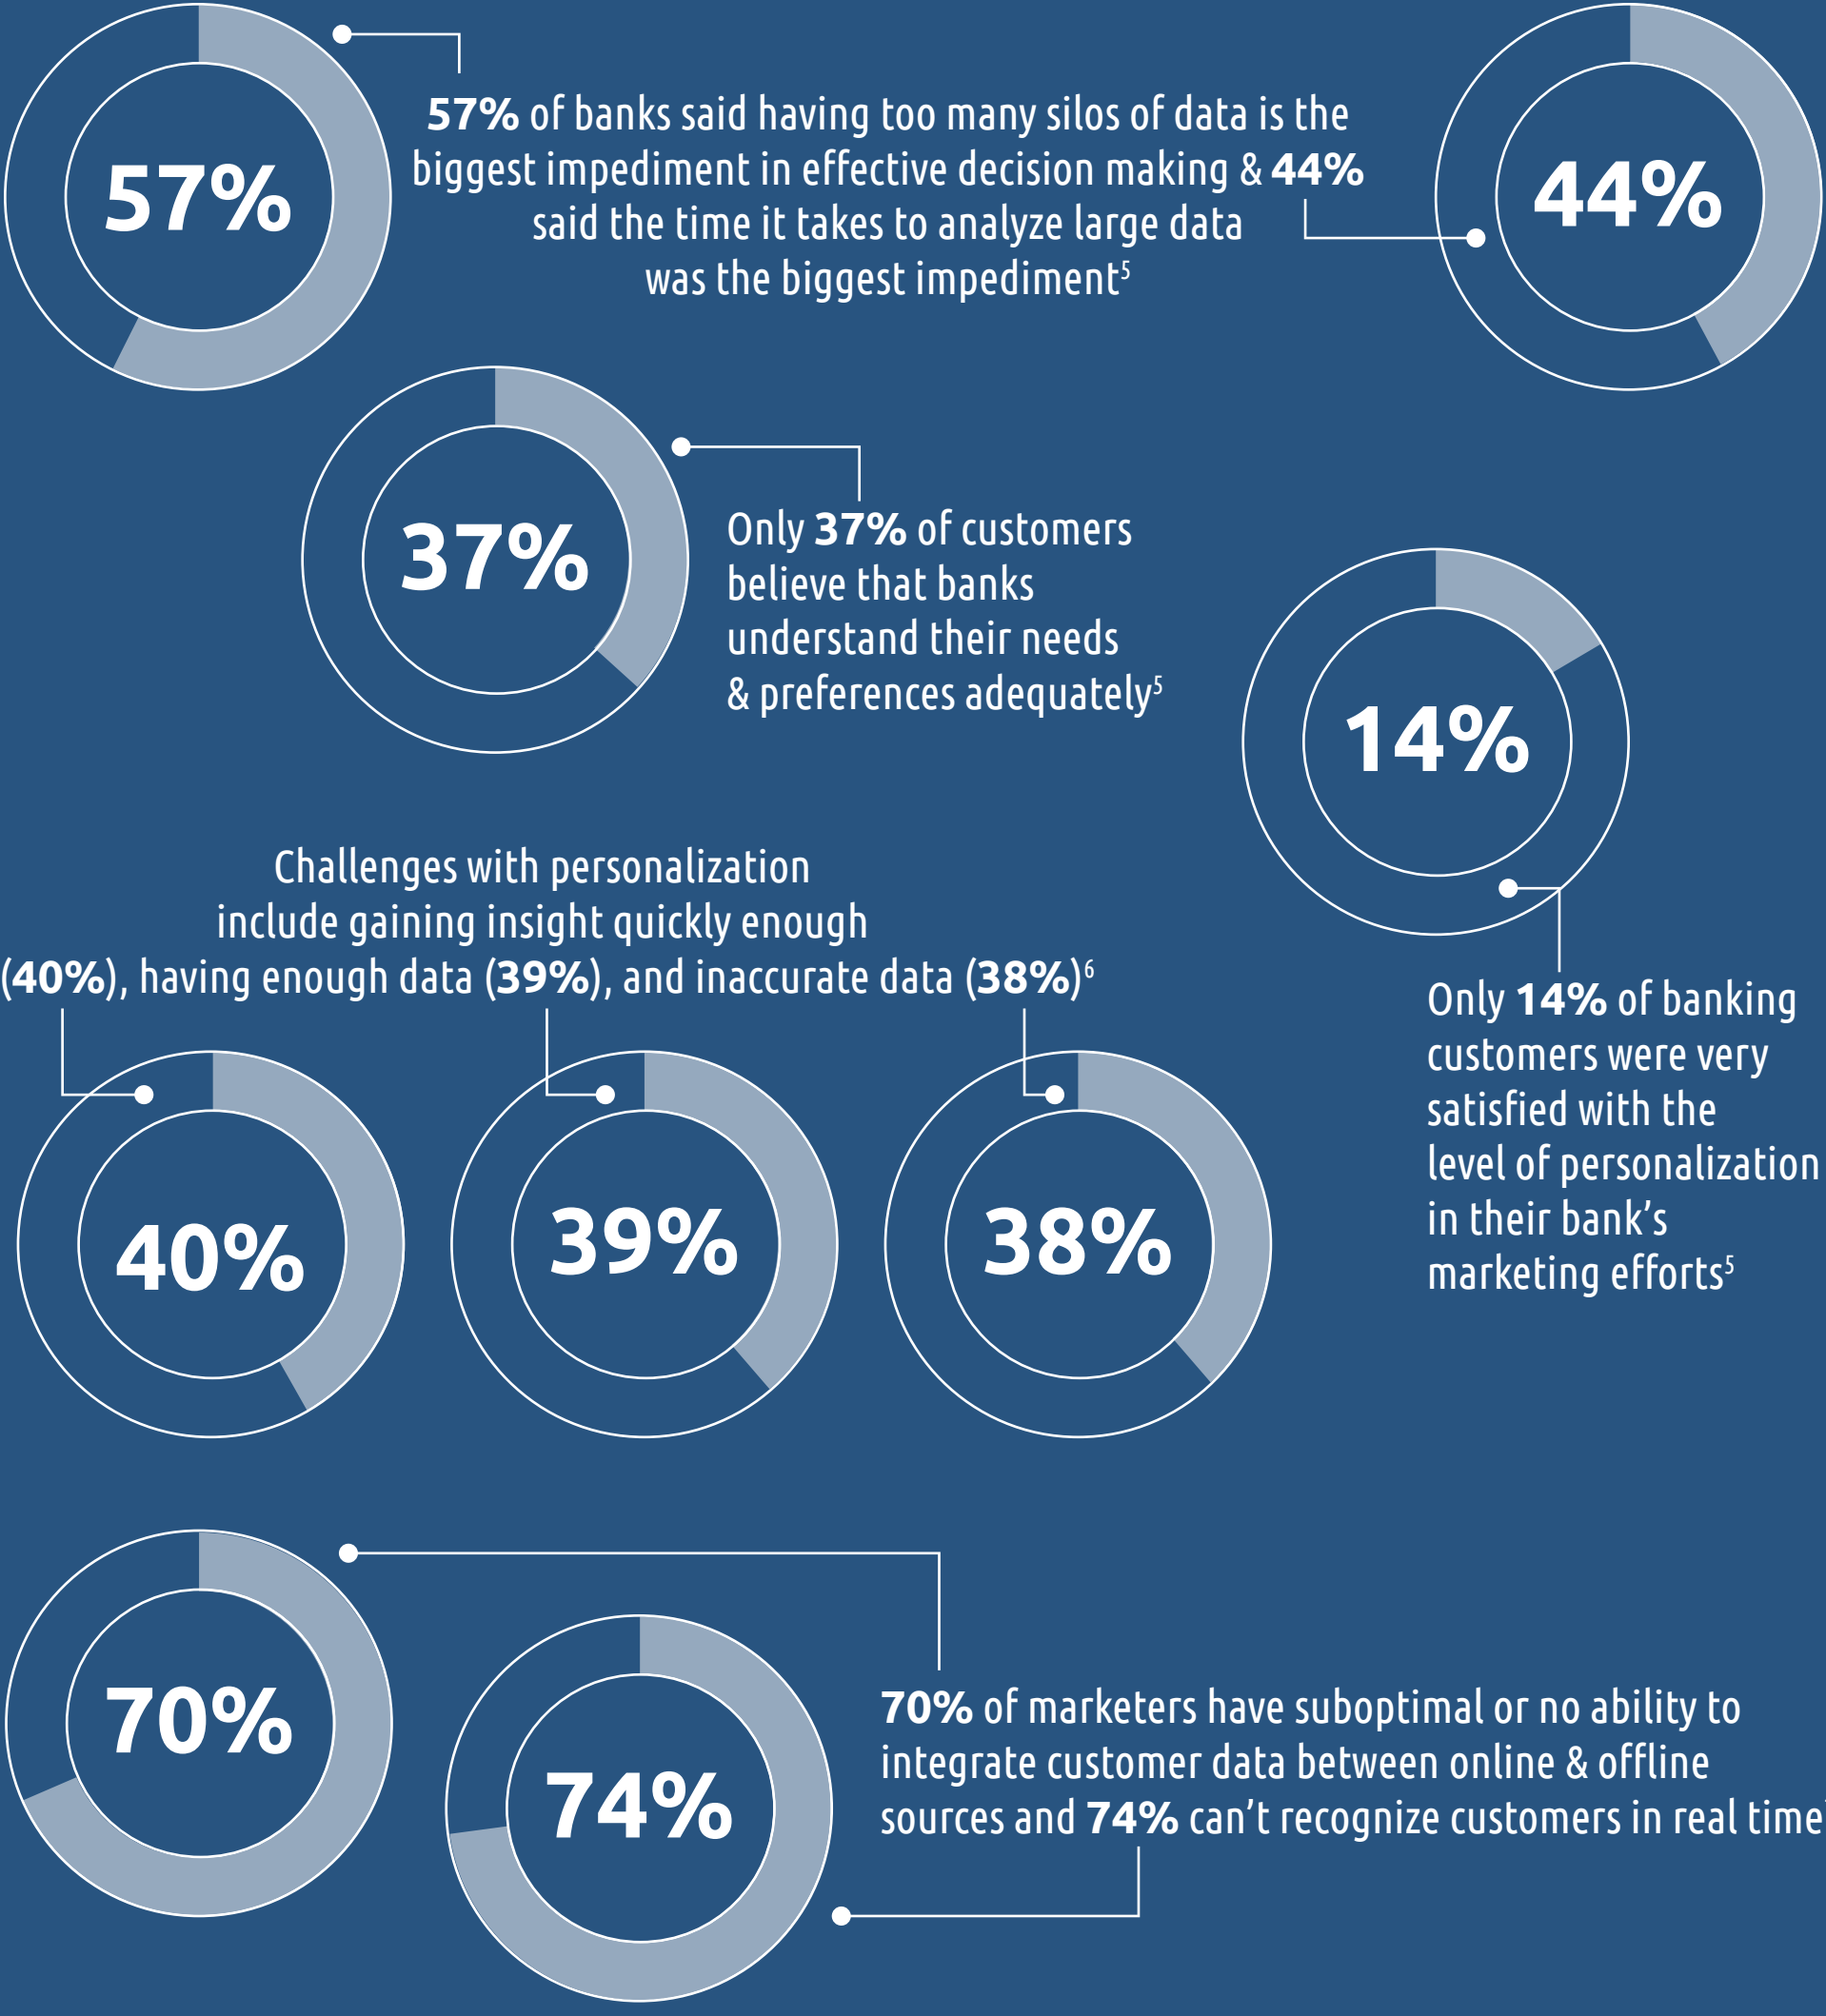 57%
57% of banks said having too many silos of data is the
biggest impediment in effective decision making & 44%
said the time it takes to analyze large data
was the biggest impediment5
44%
37%
Only 37% of customers
believe that banks
understand their needs
& preferences adequately5
14%
Only 14% of banking
customers were very
satisfied with the
level of personalization
in their bank’s
marketing efforts5
Challenges with personalization
include gaining insight quickly enough
(40%), having enough data (39%), and inaccurate data (38%)6
40%
39%
38%
70%
74%
70% of marketers have suboptimal or no ability to
integrate customer data between online & offline
sources and 74% can’t recognize customers in real time